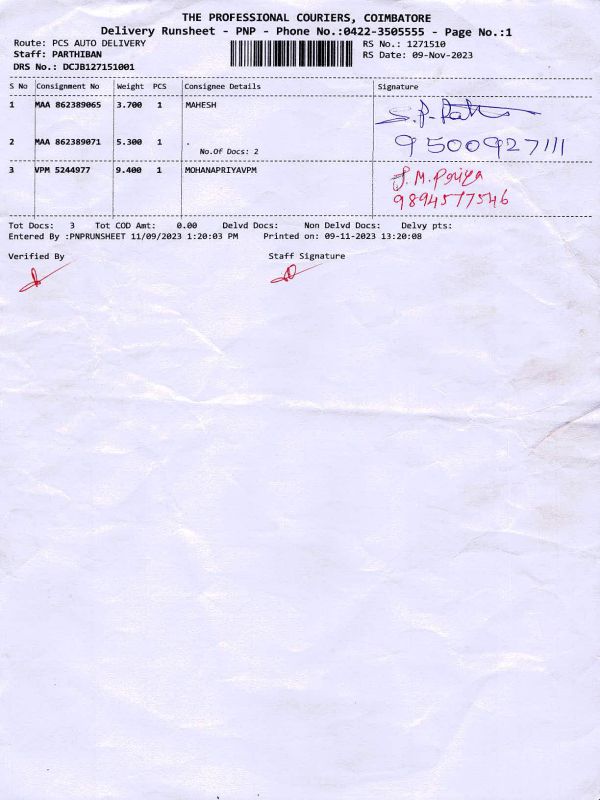 THE PROFESSIONAL COURIERS, COIMBATORE
Delivery Runsheet - PNP - Phone No.:0422-3505555 - Page No.:1
Route: PCS AUTO DELIVERY RS No.: 1271510
Staff: PARTHIBAN RS Date: 09-Nov-2023
DRS No.: DCJB127151001
S No Consignment No Weight PCS Consignee Details Signature
1 MAA 862389065 3.700 1 MAHESH
2 MAA 862389071 5.300 1 . 9500927111
No.Of Docs: 2
3 VPM 5244977 9.400 1 MOHANAPRIYAVPM J. M. Priya
9894577546
Tot Docs: 3 Tot COD Amt: 0.00 Delvd Docs: Non Delvd Docs: Delvy pts:
Entered By :PNPRUNSHEET 11/09/2023 1:20:03 PM Printed on: 09-11-2023 13:20:08
Verified By Staff Signature